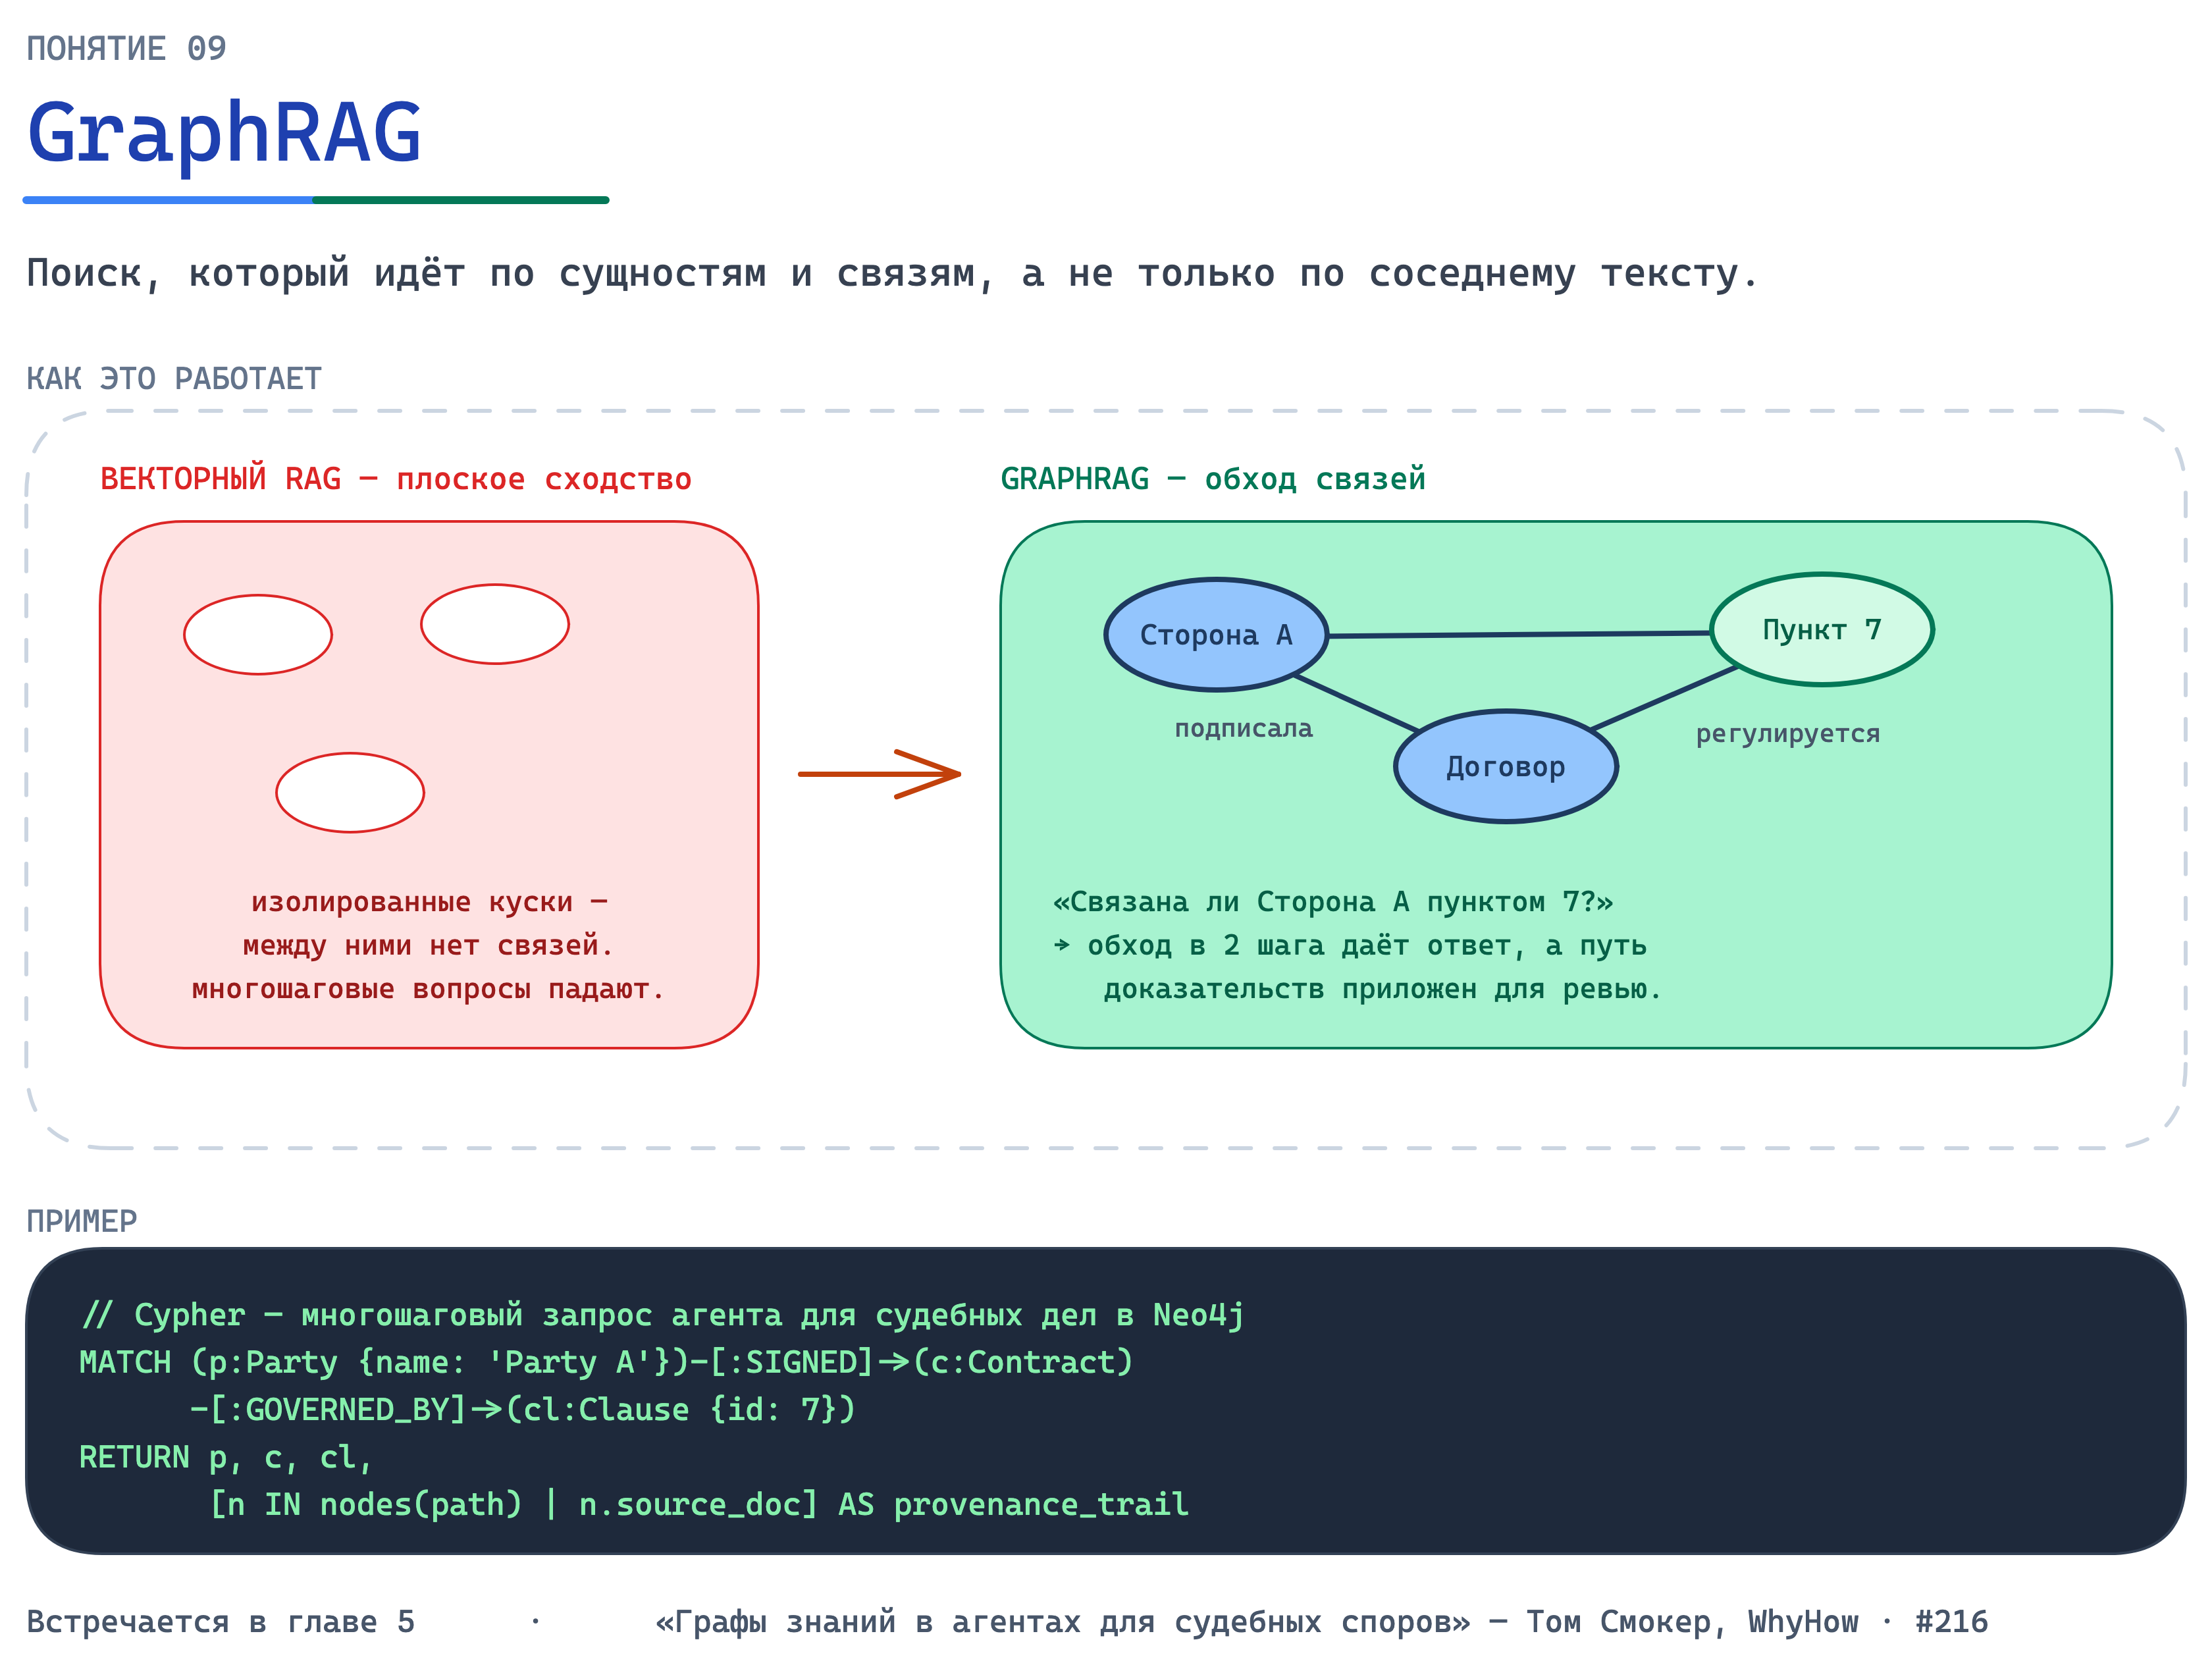 ПОНЯТИЕ 09
GraphRAG
Поиск, который идёт по сущностям и связям, а не только по соседнему тексту.
КАК ЭТО РАБОТАЕТ
ВЕКТОРНЫЙ RAG — плоское сходство
изолированные куски —
между ними нет связей.
многошаговые вопросы падают.
GRAPHRAG — обход связей
Сторона А
Пункт 7
подписала
регулируется
Договор
«Связана ли Сторона А пунктом 7?»
→ обход в 2 шага даёт ответ, а путь
доказательств приложен для ревью.
ПРИМЕР
// Cypher — многошаговый запрос агента для судебных дел в Neo4j
MATCH (p:Party {name: 'Party A'})-[:SIGNED]->(c:Contract)
-[:GOVERNED_BY]->(cl:Clause {id: 7})
RETURN p, c, cl,
[n IN nodes(path) | n.source_doc] AS provenance_trail
Встречается в главе 5 · «Графы знаний в агентах для судебных споров» — Том Смокер, WhyHow · #216